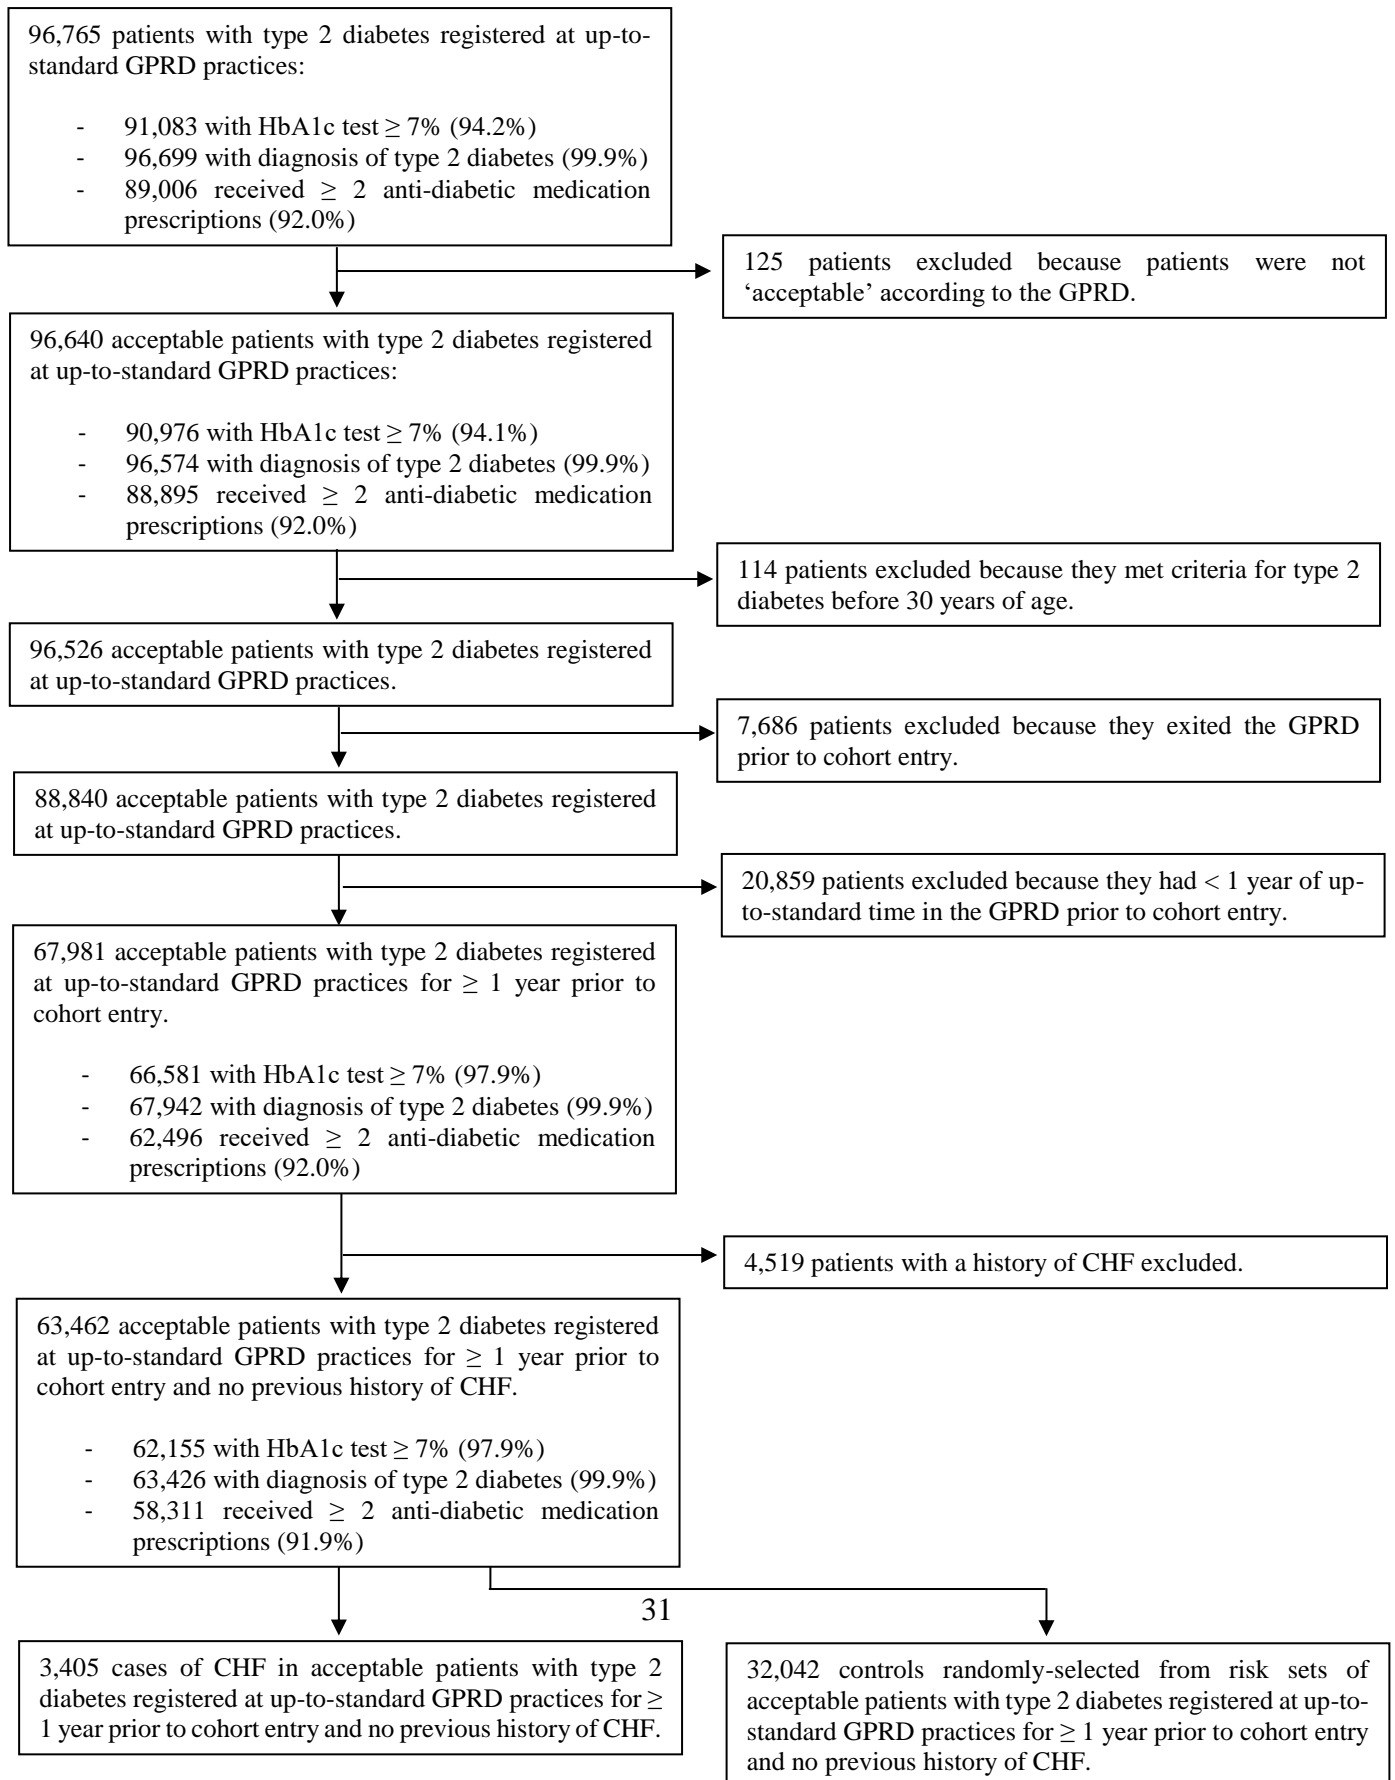 96,765 patients with type 2 diabetes registered at up-to-
standard GPRD practices:
- 91,083 with HbA1c test ≥ 7% (94.2%)
- 96,699 with diagnosis of type 2 diabetes (99.9%)
- 89,006 received ≥ 2 anti-diabetic medication
prescriptions (92.0%)
125 patients excluded because patients were not
‘acceptable’ according to the GPRD.
96,640 acceptable patients with type 2 diabetes registered
at up-to-standard GPRD practices:
- 90,976 with HbA1c test ≥ 7% (94.1%)
- 96,574 with diagnosis of type 2 diabetes (99.9%)
- 88,895 received ≥ 2 anti-diabetic medication
prescriptions (92.0%)
114 patients excluded because they met criteria for type 2
diabetes before 30 years of age.
96,526 acceptable patients with type 2 diabetes registered
at up-to-standard GPRD practices.
7,686 patients excluded because they exited the GPRD
prior to cohort entry.
88,840 acceptable patients with type 2 diabetes registered
at up-to-standard GPRD practices.
20,859 patients excluded because they had < 1 year of up-
to-standard time in the GPRD prior to cohort entry.
67,981 acceptable patients with type 2 diabetes registered
at up-to-standard GPRD practices for ≥ 1 year prior to
cohort entry.
- 66,581 with HbA1c test ≥ 7% (97.9%)
- 67,942 with diagnosis of type 2 diabetes (99.9%)
- 62,496 received ≥ 2 anti-diabetic medication
prescriptions (92.0%)
4,519 patients with a history of CHF excluded.
63,462 acceptable patients with type 2 diabetes registered
at up-to-standard GPRD practices for ≥ 1 year prior to
cohort entry and no previous history of CHF.
- 62,155 with HbA1c test ≥ 7% (97.9%)
- 63,426 with diagnosis of type 2 diabetes (99.9%)
- 58,311 received ≥ 2 anti-diabetic medication
prescriptions (91.9%)
31
3,405 cases of CHF in acceptable patients with type 2
diabetes registered at up-to-standard GPRD practices for ≥
1 year prior to cohort entry and no previous history of CHF.
32,042 controls randomly-selected from risk sets of
acceptable patients with type 2 diabetes registered at up-to-
standard GPRD practices for ≥ 1 year prior to cohort entry
and no previous history of CHF.